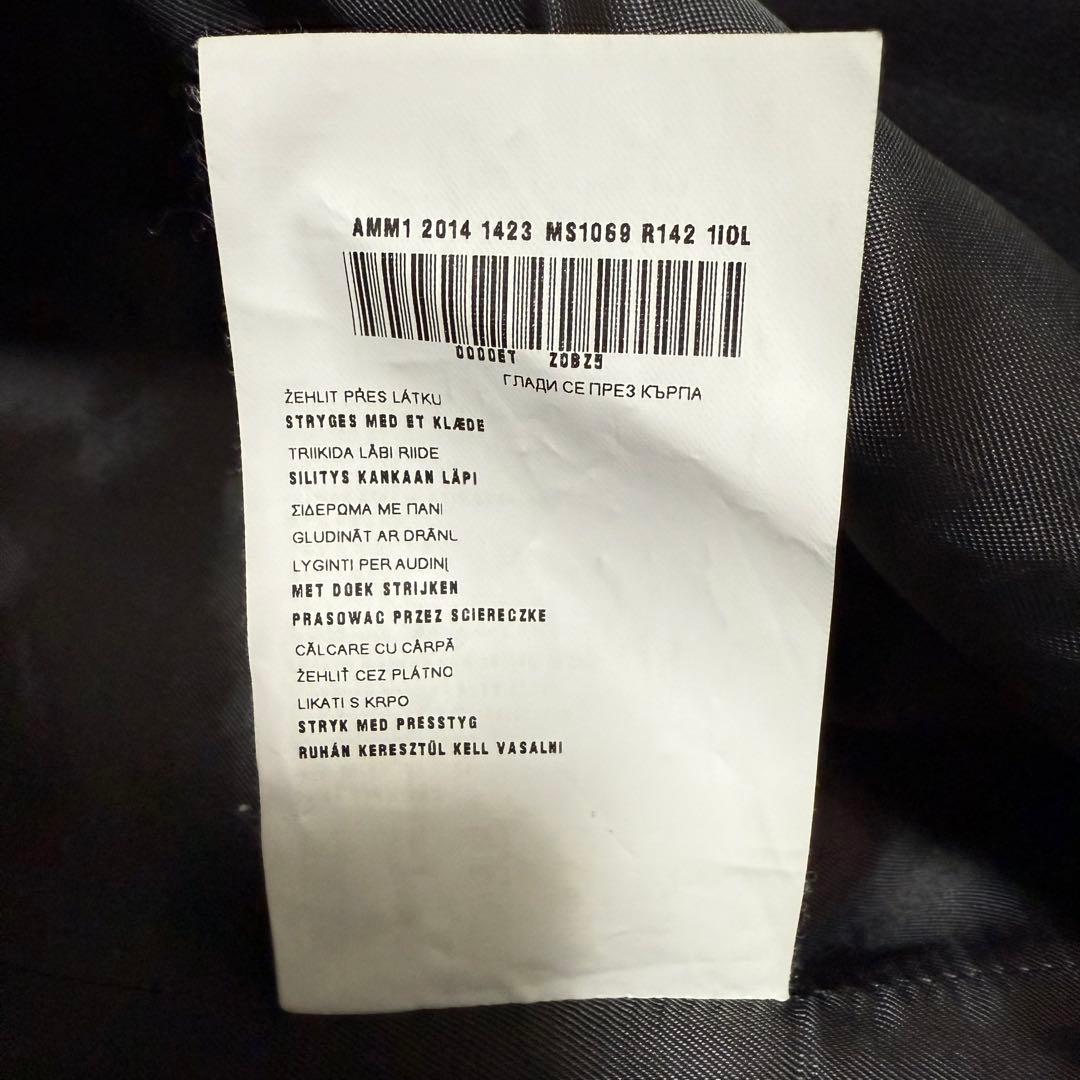 AMM1 2014 1423 MS1069 R142 1IOL
0000ET ZOBZ9
ГЛАДИ СЕ ПРЕЗ КЪРПА
ŽEHLIT PŘES LÁTKU
STRYGES MED ET KLÆDE
TRIIKIDA LÄBI RIIDE
SILITYS KANKAAN LÄPI
ΣΙΔΕΡΩΜΑ ΜΕ ΠΑΝΙ
GLUDINĀT AR DRĀNU
LYGINTI PER AUDINĮ
MET DOEK STRIJKEN
PRASOWAC PRZEZ SCIERECZKE
CĂLCARE CU CÂRPĂ
ŽEHLIŤ CEZ PLÁTNO
LIKATI S KRPO
STRYK MED PRESSTYG
RUHÁN KERESZTÜL KELL VASALNI